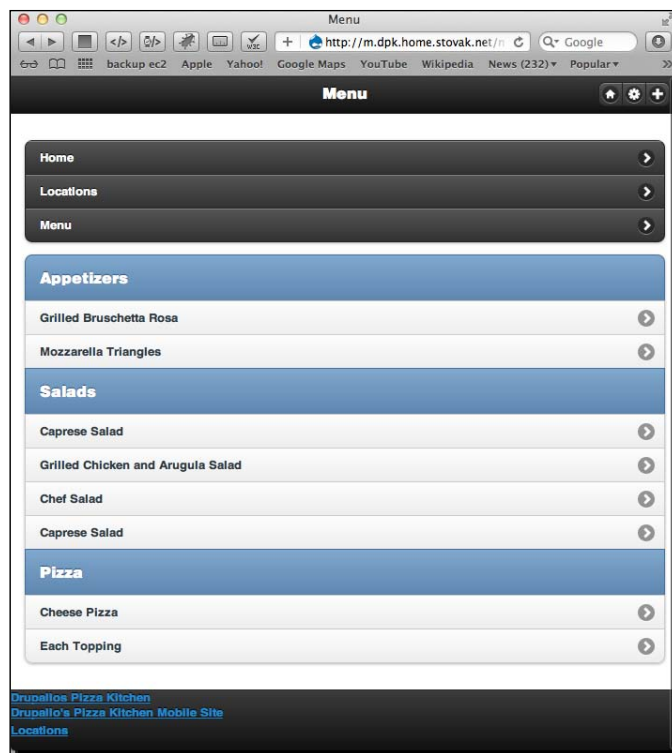 Menu
</> W3C + http://m.dpk.home.stovak.net/ Google
backup ec2 Apple Yahoo! Google Maps YouTube Wikipedia News (232) Popular
Menu
Home
Locations
Menu
Appetizers
Grilled Bruschetta Rosa
Mozzarella Triangles
Salads
Caprese Salad
Grilled Chicken and Arugula Salad
Chef Salad
Caprese Salad
Pizza
Cheese Pizza
Each Topping
Drupallos Pizza Kitchen
Drupallo's Pizza Kitchen Mobile Site
Locations